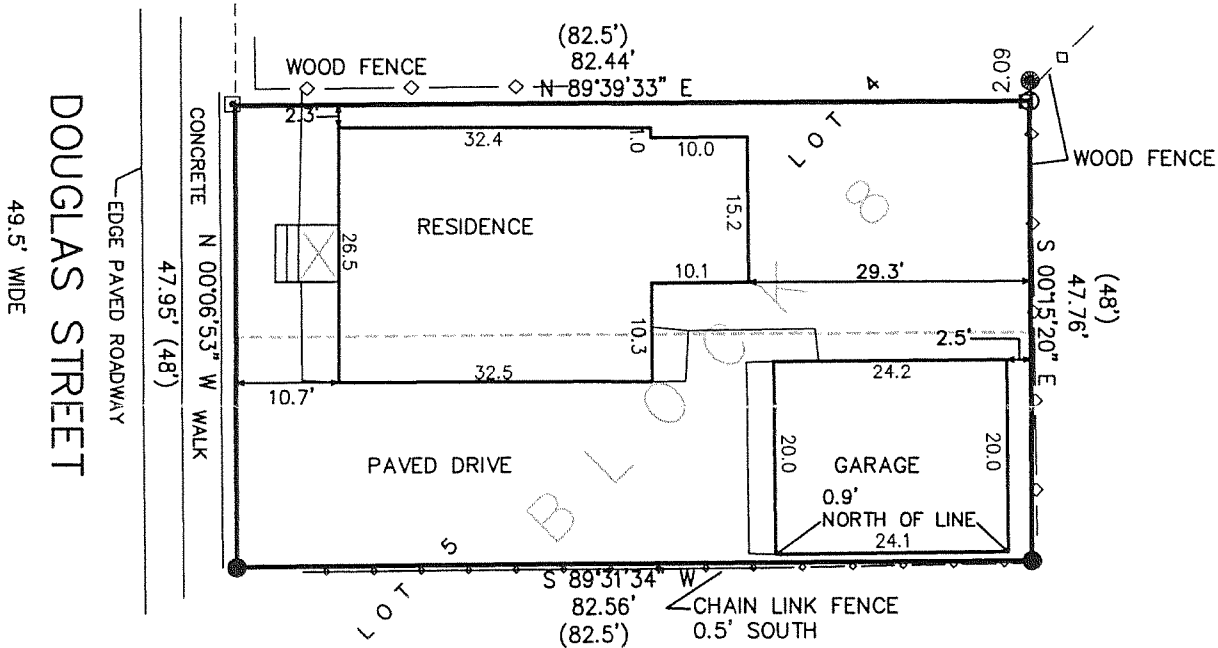 (82.5')
82.44'
N 89°39'33" E
WOOD FENCE
2.09
WOOD FENCE
LOT 4
2.3
32.4
1.0
10.0
15.2
RESIDENCE
26.5
10.1
29.3'
10.3
32.5
10.7'
2.5'
24.2
20.0
20.0
GARAGE
0.9'
NORTH OF LINE
24.1
PAVED DRIVE
BLOCK 8
LOT 5
S 00°15'20" E
47.76'
(48')
CONCRETE WALK
N 00°06'53" W
47.95' (48')
EDGE PAVED ROADWAY
DOUGLAS STREET
49.5' WIDE
S 89°31'34" W
82.56'
(82.5')
CHAIN LINK FENCE
0.5' SOUTH